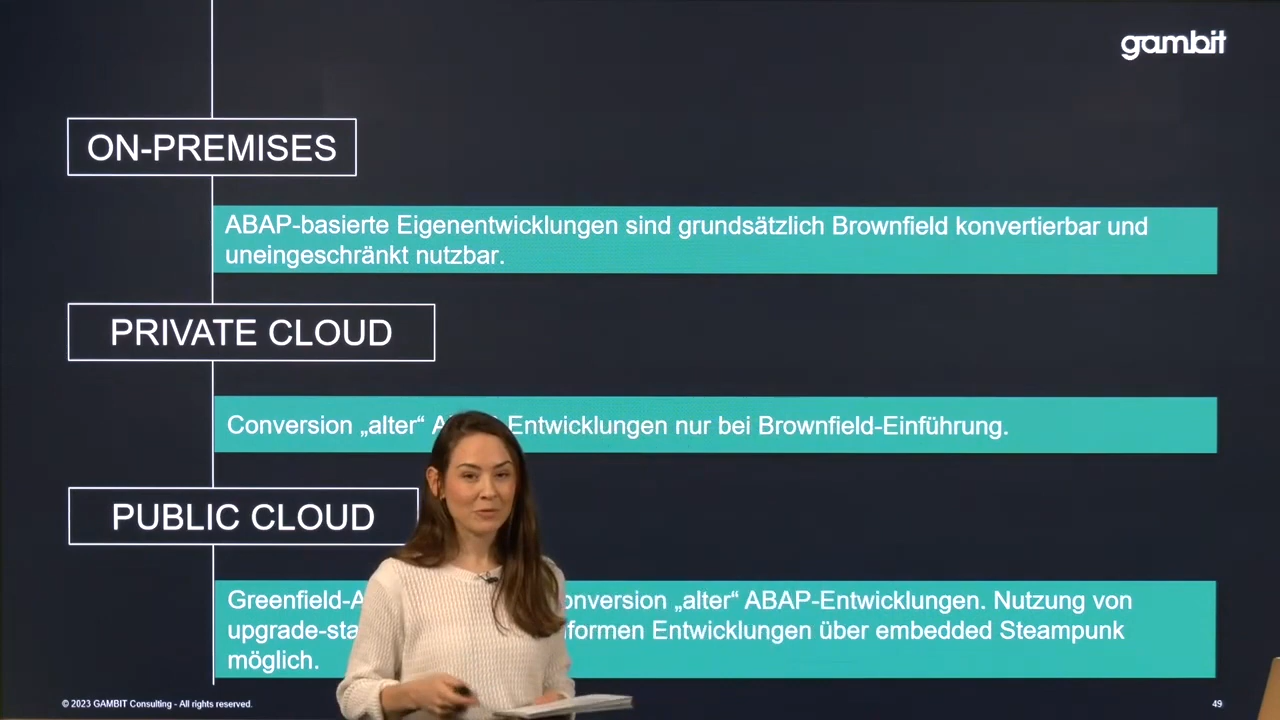 gambit
ON-PREMISES
ABAP-basierte Eigenentwicklungen sind grundsätzlich Brownfield konvertierbar und
uneingeschränkt nutzbar.
PRIVATE CLOUD
Conversion „alter“ Entwicklungen nur bei Brownfield-Einführung.
PUBLIC CLOUD
onversion „alter“ ABAP-Entwicklungen. Nutzung von
Entwicklungen über embedded Steampunk
möglich.
© 2023 GAMBIT Consulting - All rights reserved.
49